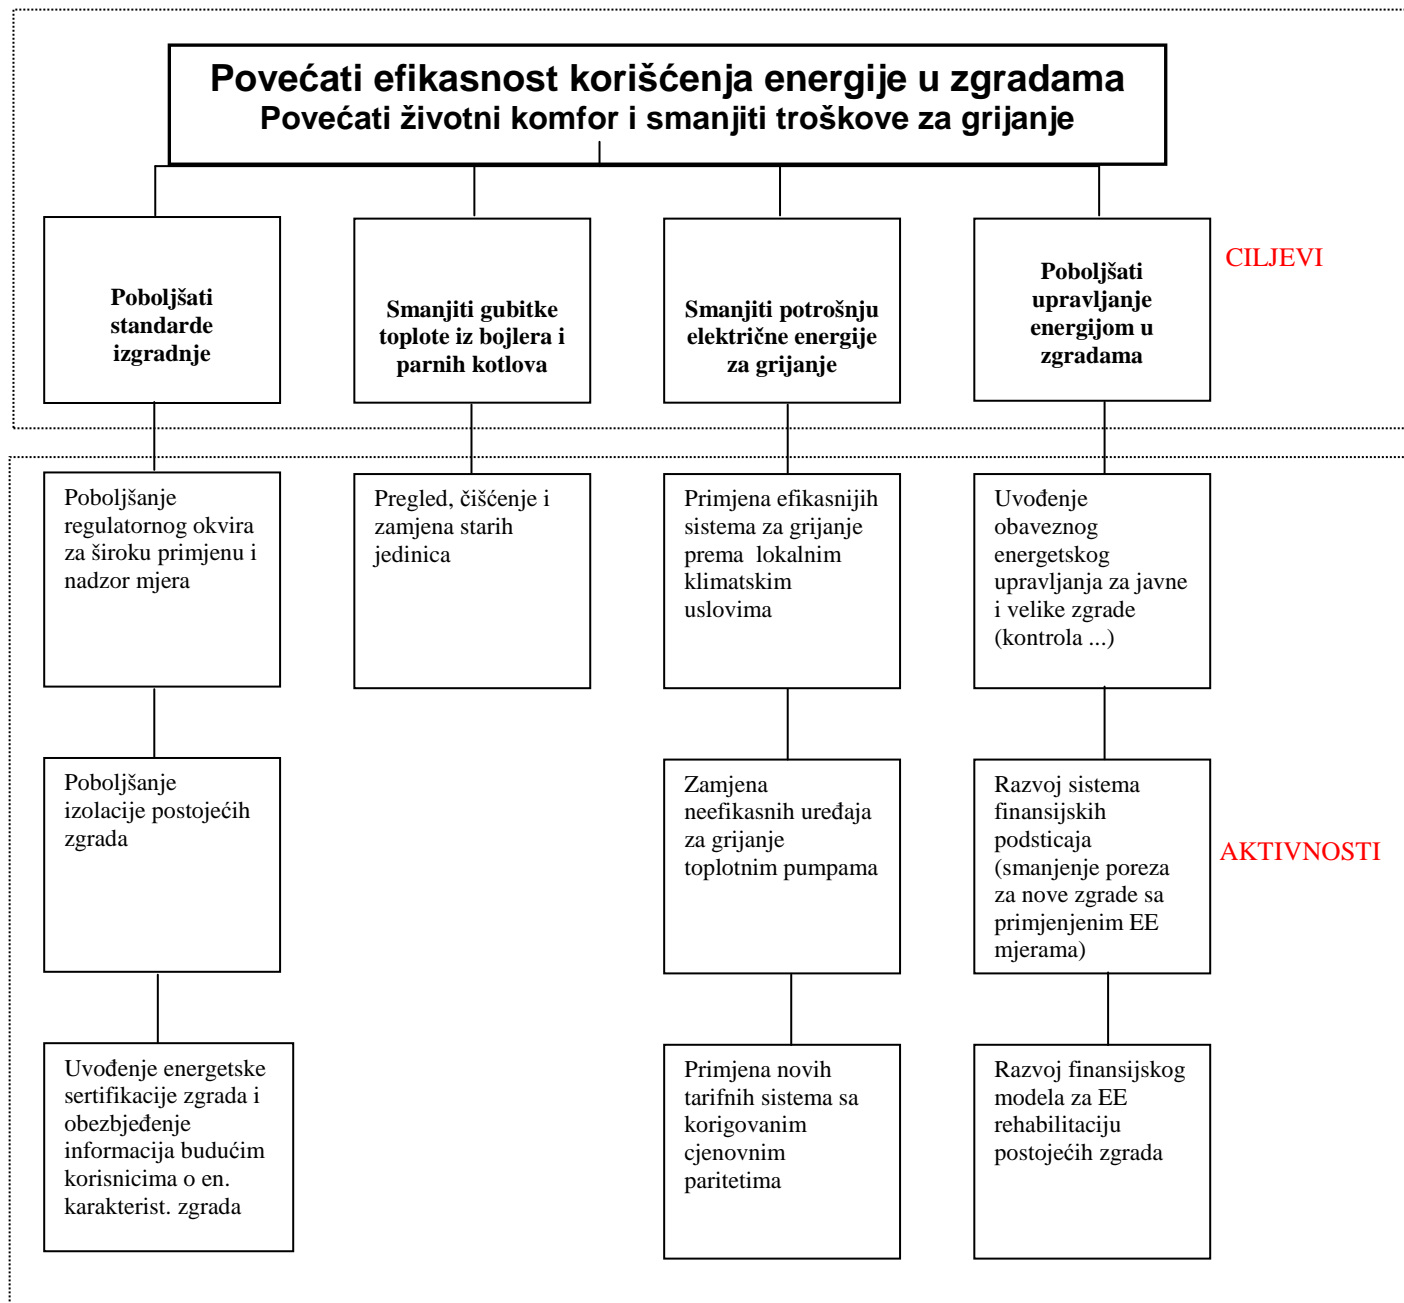 Povećati efikasnost korišćenja energije u zgradama
Povećati životni komfor i smanjiti troškove za grijanje
Poboljšati
standarde
izgradnje
Smanjiti gubitke
toplote iz bojlera i
parnih kotlova
Smanjiti potrošnju
električne energije
za grijanje
Poboljšati
upravljanje
energijom u
zgradama
CILJEVI
Poboljšanje
regulatornog okvira
za široku primjenu i
nadzor mjera
Pregled, čišćenje i
zamjena starih
jedinica
Primjena efikasnijih
sistema za grijanje
prema lokalnim
klimatskim
uslovima
Uvođenje
obaveznog
energetskog
upravljanja za javne
i velike zgrade
(kontrola ...)
Poboljšanje
izolacije postojećih
zgrada
Zamjena
neefikasnih uređaja
za grijanje
toplotnim pumpama
Razvoj sistema
finansijskih
podsticaja
(smanjenje poreza
za nove zgrade sa
primjenjenim EE
mjerama)
AKTIVNOSTI
Uvođenje energetske
sertifikacije zgrada i
obezbjeđenje
informacija budućim
korisnicima o en.
karakterist. zgrada
Primjena novih
tarifnih sistema sa
korigovanim
cjenovnim
paritetima
Razvoj finansijskog
modela za EE
rehabilitaciju
postojećih zgrada